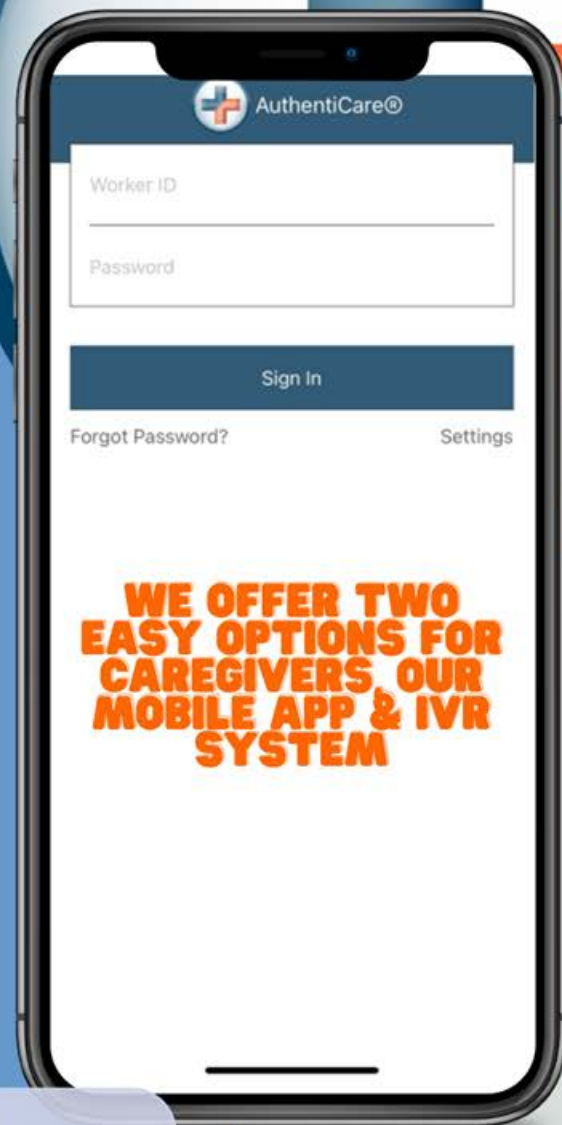 AuthentiCare®
Worker ID
Password
Sign In
Forgot Password? Settings
WE OFFER TWO
EASY OPTIONS FOR
CAREGIVERS, OUR
MOBILE APP & IVR
SYSTEM